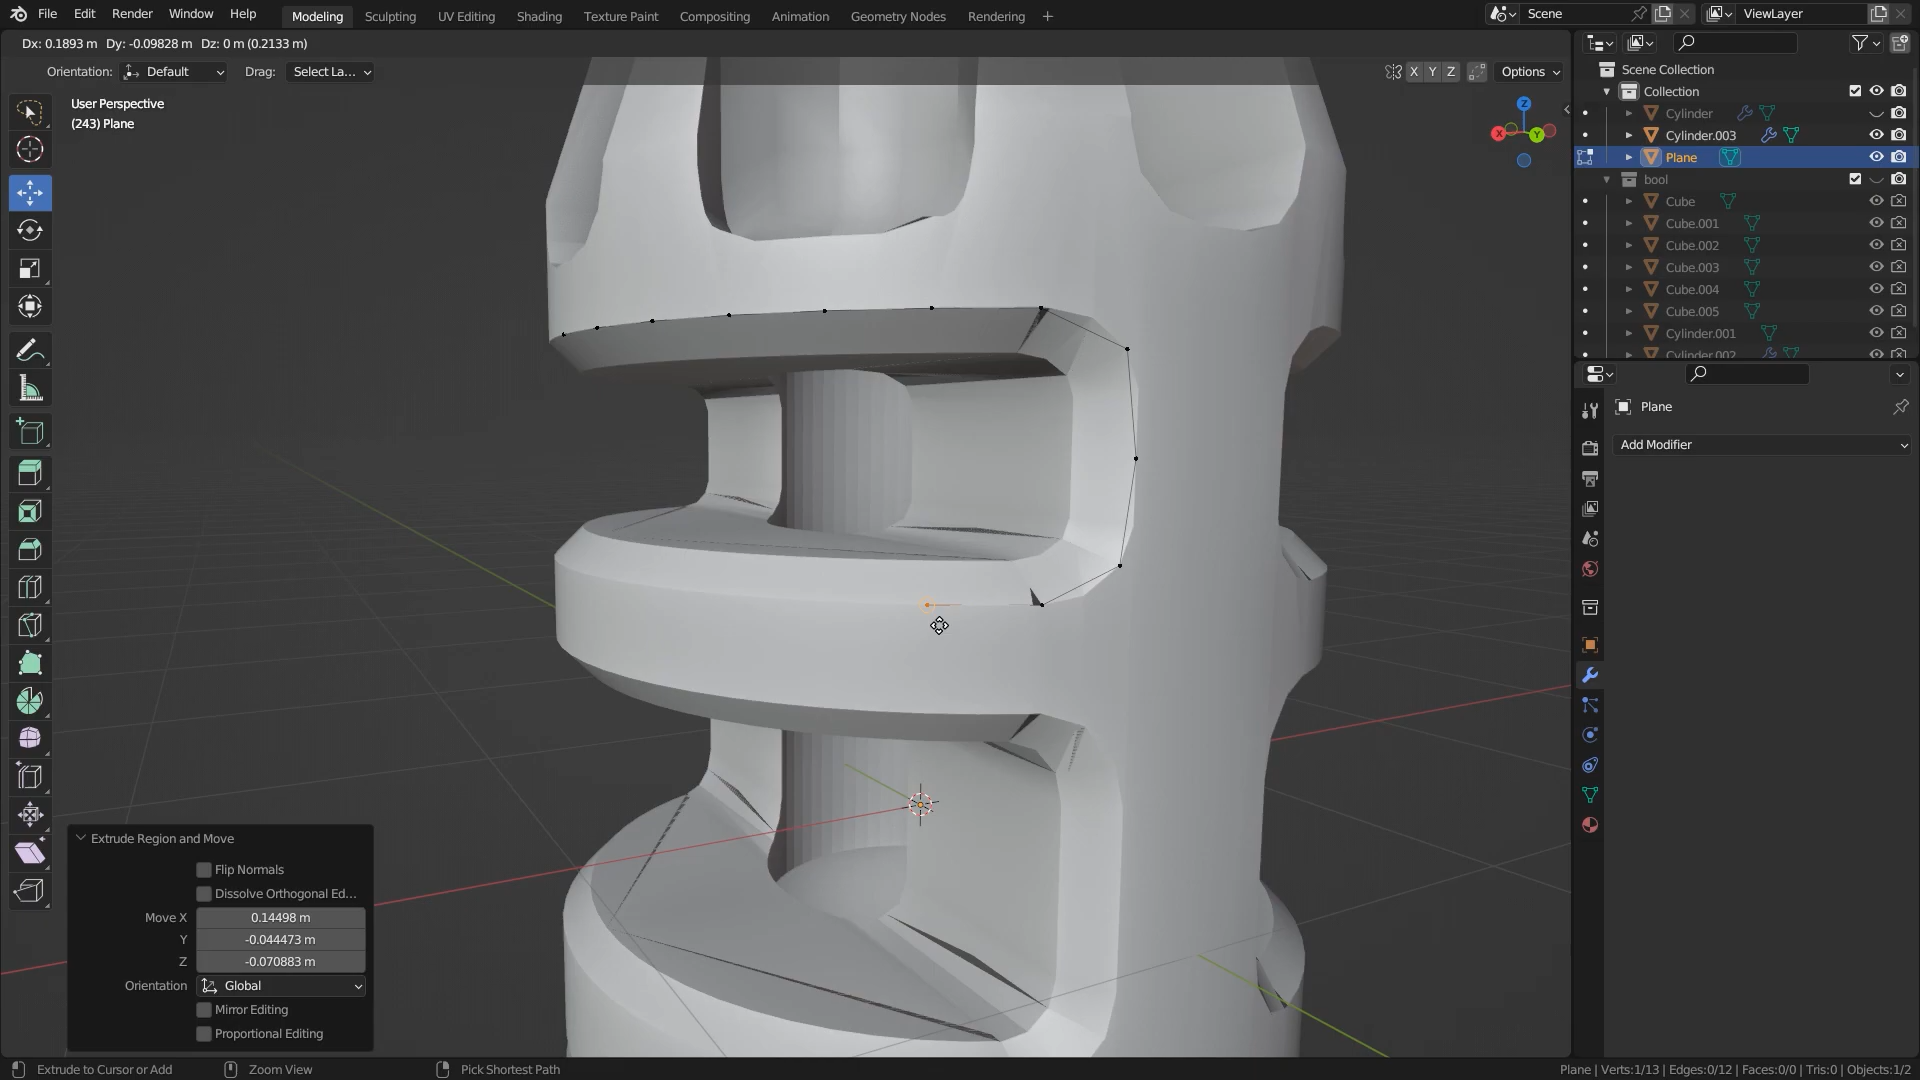 File Edit Render Window Help Modeling Sculpting UV Editing Shading Texture Paint Compositing Animation Geometry Nodes Rendering + Scene ViewLayer
Dx: 0.1893 m Dy: -0.09828 m Dz: 0 m (0.2133 m)
Orientation: Default Drag: Select La... X Y Z Options
User Perspective
(243) Plane
Z
X
Y
Scene Collection
Collection
Cylinder
Cylinder.003
Plane
bool
Cube
Cube.001
Cube.002
Cube.003
Cube.004
Cube.005
Cylinder.001
Cylinder.002
Plane
Add Modifier
Extrude Region and Move
Flip Normals
Dissolve Orthogonal Ed...
Move X 0.14498 m
Y -0.044473 m
Z -0.070883 m
Orientation Global
Mirror Editing
Proportional Editing
Extrude to Cursor or Add Zoom View Pick Shortest Path Plane | Verts:1/13 | Edges:0/12 | Faces:0/0 | Tris:0 | Objects:1/2